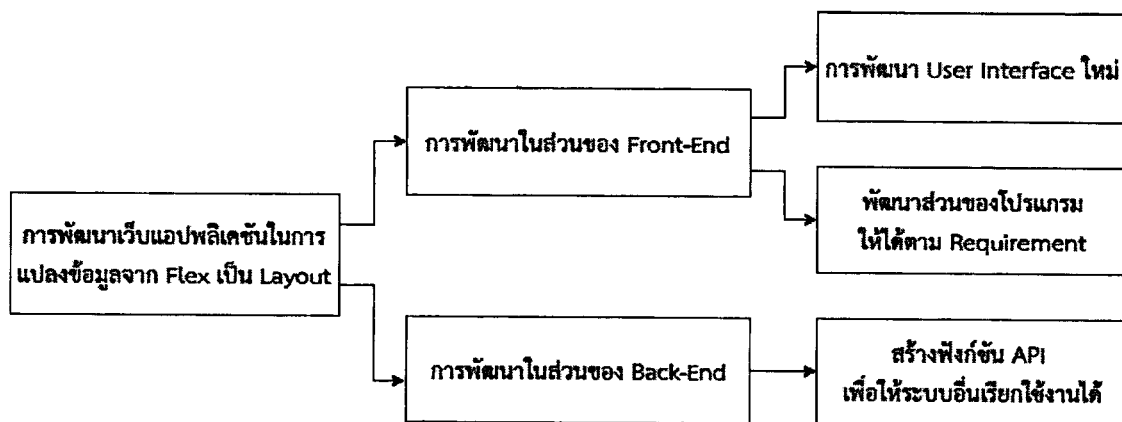 การพัฒนาเว็บแอปพลิเคชันในการ
แปลงข้อมูลจาก Flex เป็น Layout
การพัฒนาในส่วนของ Front-End
การพัฒนา User Interface ใหม่
พัฒนาส่วนของโปรแกรม
ให้ได้ตาม Requirement
การพัฒนาในส่วนของ Back-End
สร้างฟังก์ชัน API
เพื่อให้ระบบอื่นเรียกใช้งานได้